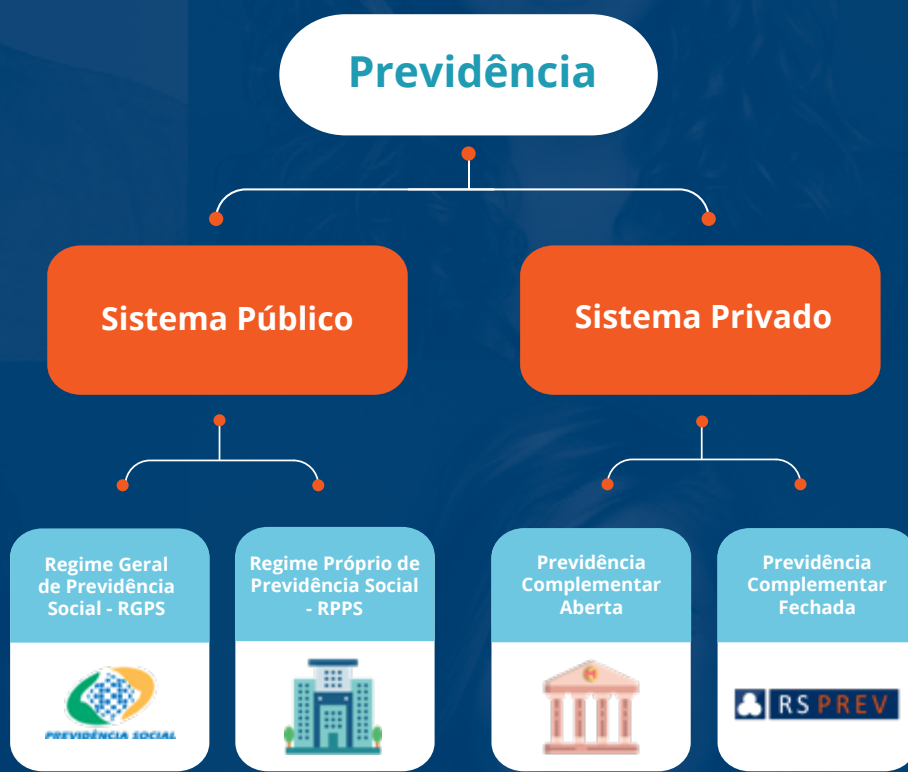 Previdência
Sistema Público
Sistema Privado
Regime Geral
de Previdência
Social - RGPS
Regime Próprio de
Previdência Social
- RPPS
Previdência
Complementar
Aberta
Previdência
Complementar
Fechada
PREVIDÊNCIA SOCIAL
RS PREV